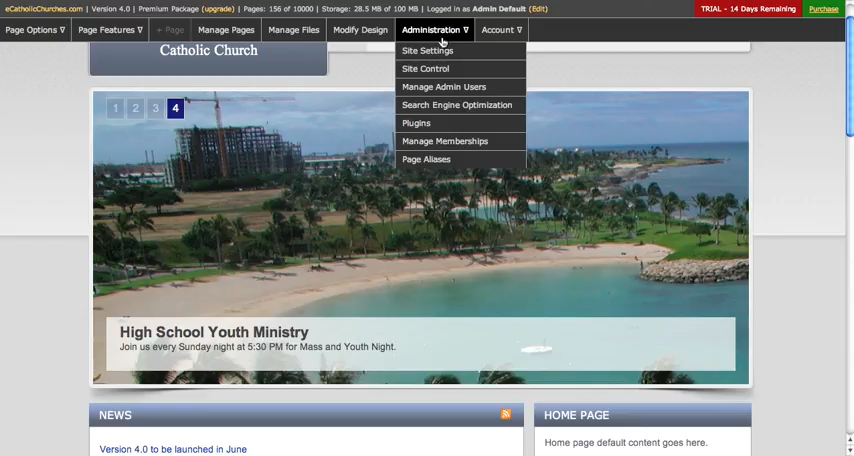 eCatholicChurches.com | Version 4.0 | Premium Package (upgrade) | Pages: 156 of 10000 | Storage: 28.5 MB of 100 MB | Logged in as Admin Default (Edit)
TRIAL - 14 Days Remaining
Purchase
Page Options ∇
Page Features ∇
+ Page
Manage Pages
Manage Files
Modify Design
Administration ∇
Account ∇
Site Settings
Site Control
Manage Admin Users
Search Engine Optimization
Plugins
Manage Memberships
Page Aliases
Catholic Church
1 2 3 4
High School Youth Ministry
Join us every Sunday night at 5:30 PM for Mass and Youth Night.
NEWS
Version 4.0 to be launched in June
HOME PAGE
Home page default content goes here.